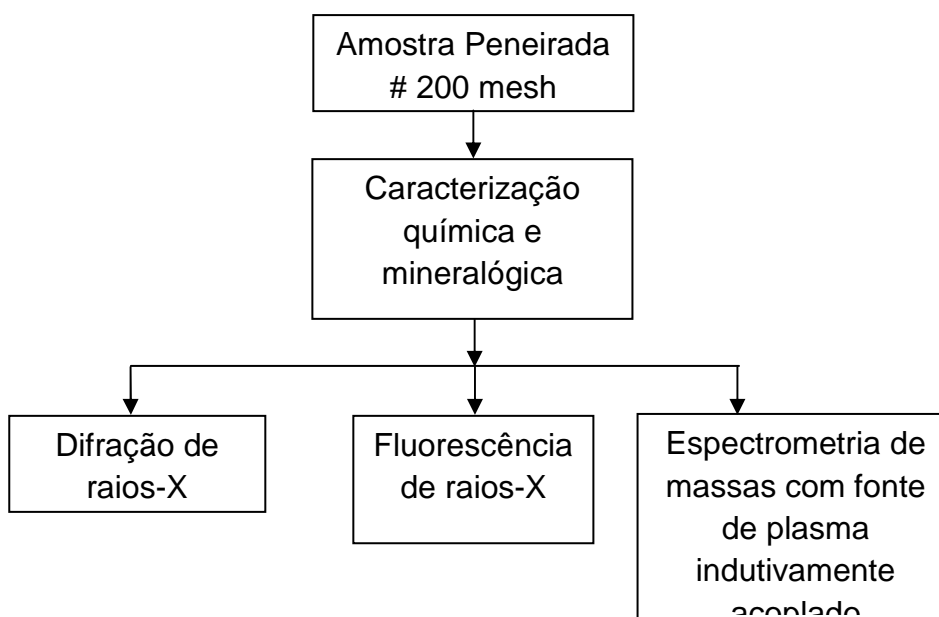 Amostra Peneirada
# 200 mesh
Caracterização
química e
mineralógica
Difração de
raios-X
Fluorescência
de raios-X
Espectrometria de
massas com fonte
de plasma
indutivamente
acoplado